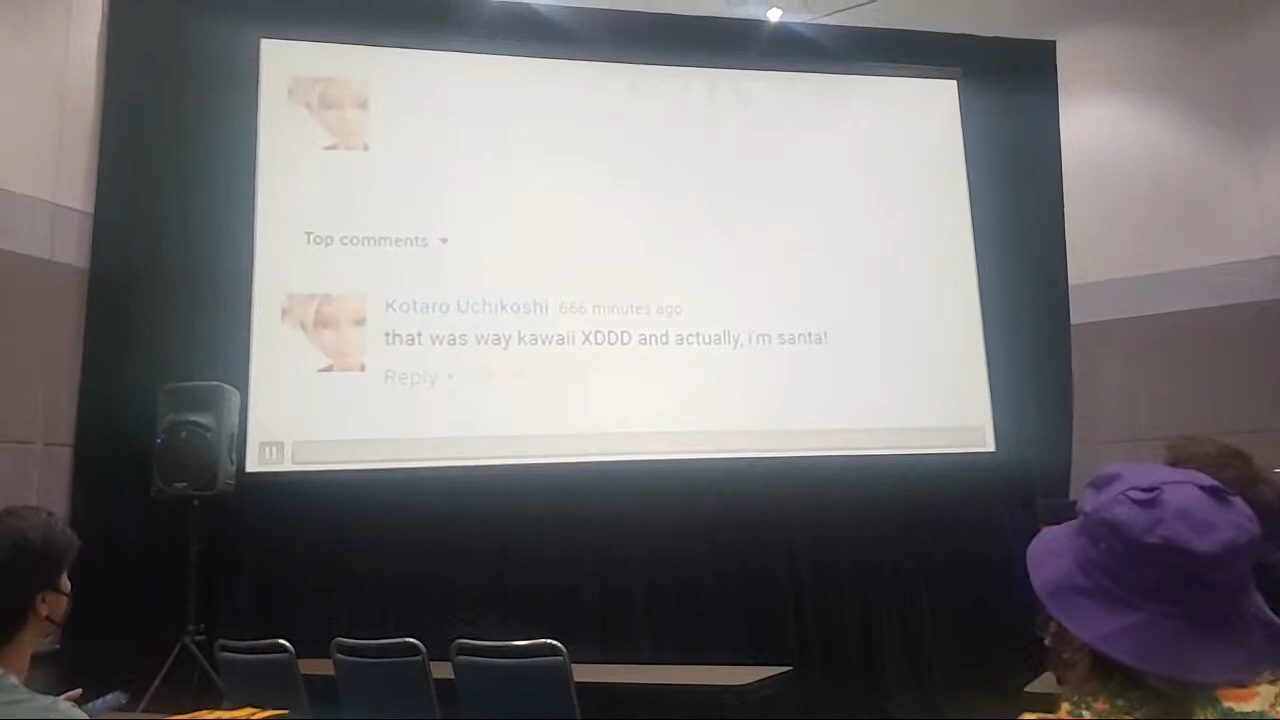 Top comments
Kotaro Uchikoshi 666 minutes ago
that was way kawaii XDDD and actually, i'm santa!
Reply •